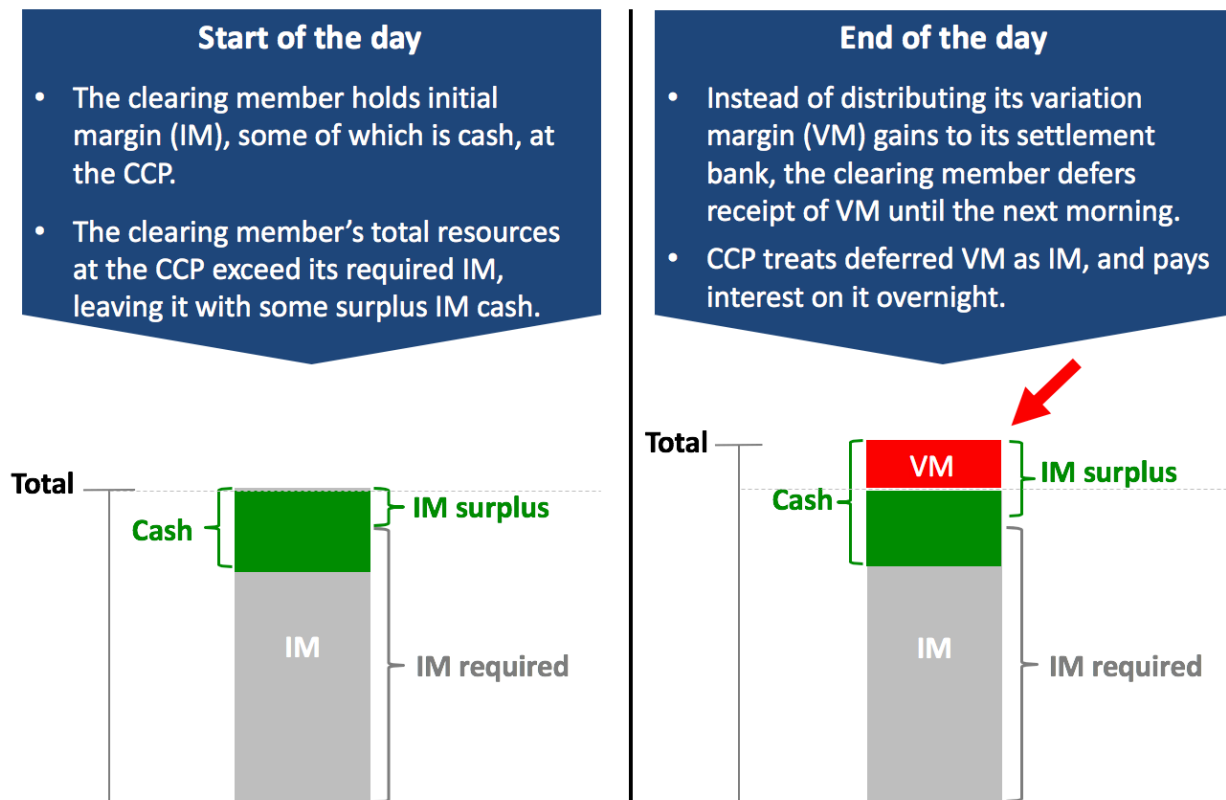 Start of the day
• The clearing member holds initial
margin (IM), some of which is cash, at
the CCP.
• The clearing member’s total resources
at the CCP exceed its required IM,
leaving it with some surplus IM cash.
Total
Cash
IM surplus
IM
IM required
End of the day
• Instead of distributing its variation
margin (VM) gains to its settlement
bank, the clearing member defers
receipt of VM until the next morning.
• CCP treats deferred VM as IM, and pays
interest on it overnight.
Total
VM
IM surplus
Cash
IM
IM required